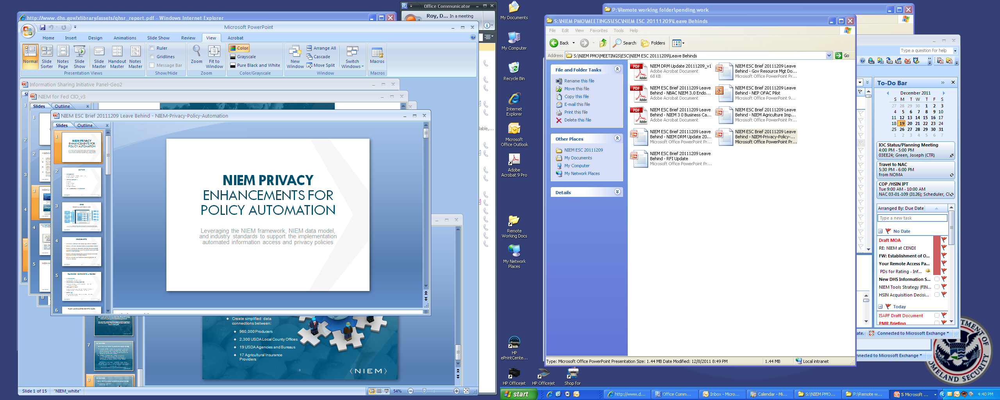 http://www.dhs.gov/xlibrary/assets/qhsr_report.pdf - Windows Internet Explorer
Microsoft PowerPoint
Home Insert Design Animations Slide Show Review View Acrobat
Normal
Slide Sorter
Notes Page
Slide Show
Slide Master
Handout Master
Notes Master
Presentation Views
Ruler
Gridlines
Message Bar
Show/Hide
Zoom
Fit to Window
Zoom
Color
Grayscale
Pure Black and White
Color/Grayscale
New Window
Arrange All
Cascade
Move Split
Switch Windows
Window
Macros
Macros
Information Sharing Initiative Panel-Geo2
NIEM for Fed CIO_v3
Slides Outline
NIEM ESC Brief 20111209 Leave Behind - NIEM-Privacy-Policy-Automation
Slides Outline
NIEM PRIVACY
ENHANCEMENTS FOR
POLICY AUTOMATION
NIEM PRIVACY
ENHANCEMENTS FOR
POLICY AUTOMATION
Leveraging the NIEM framework, NIEM data model,
and industry standards to support the implementation
automated information access and privacy policies
Create simplified data
connections between:
960,000 Producers
2,300 USDA Local County Offices
19 USDA Agencies and Bureaus
17 Agricultural Insurance
Providers
8
NIEM
Slide 1 of 15 "NIEM_white" 54%
Office Communicator
Roy, D... In a meeting
My Documents
My Computer
Recycle Bin
Internet
Explorer
Microsoft
Office Outlook
Adobe
Acrobat 9 Pro
Remote
Working Docs
My Network
Places
HP
ePrintCente...
HP Officejet
HP Officejet
Shop for
P:\Remote working folder\pending work
S:\NIEM PMO\MEETINGS\ESC\NIEM ESC 20111209\Leave Behinds
File Edit View Favorites Tools Help
Back Search Folders
Address S:\NIEM PMO\MEETINGS\ESC\NIEM ESC 20111209\Leave Behinds Go
File and Folder Tasks
Rename this file
Move this file
Copy this file
E-mail this file
Print this file
Delete this file
Other Places
NIEM ESC 20111209
My Documents
My Computer
My Network Places
Details
NIEM DRM Update 20111209_v1
Adobe Acrobat Document
68 KB
NIEM ESC Brief 20111209 Leave
Behind - NBAC NIEM 3.0 Endo...
Adobe Acrobat Document
NIEM ESC Brief 20111209 Leave
Behind - NIEM 3 0 Business Ca...
Adobe Acrobat Document
NIEM ESC Brief 20111209 Leave
Behind - NIEM DRM Update 20...
Microsoft Office PowerPoint Pr...
NIEM ESC Brief 20111209 Leave
Behind - RFI Update
Microsoft Office PowerPoint Pr...
NIEM ESC Brief 20111209 Leave
Behind - Gov Resource Mgt Do...
Microsoft Office PowerPoint Pr...
NIEM ESC Brief 20111209 Leave
Behind - NEP OFAC Pilot
Microsoft Office PowerPoint 9...
NIEM ESC Brief 20111209 Leave
Behind - NIEM Agriculture Imp...
Microsoft Office PowerPoint Pr...
NIEM ESC Brief 20111209 Leave
Behind - NIEM-Privacy-Policy-...
Microsoft Office PowerPoint Pr...
Type: Microsoft Office PowerPoint Presentation Size: 1.44 MB Date Modified: 12/8/2011 8:49 PM 1.44 MB Local intranet
Type a question for help
To-Do Bar
December 2011
S M T W T F S
27 28 29 30 1 2 3
4 5 6 7 8 9 10
11 12 13 14 15 16 17
18 19 20 21 22 23 24
25 26 27 28 29 30 31
1 2 3 4 5 6 7
IOC Status/Planning Meeting
4:00 PM - 5:00 PM
03EE24; Green, Joseph (CTR)
Travel to NAC
5:30 PM - 6:00 PM
from NOMA
COP /HSIN IPT
Tue 9:00 AM - 10:00 AM
NAC 03-01-109 (3126); Scheduler, Cl
Arranged By: Due Date
Type a new task
No Date
Draft MOA
RE: NIEM at CENDI
FW: Establishment of O...
Your Remote Access Pa...
PDs for Rating - Inf...
New DHS Information S...
NIEM Tools Strategy (FIN...
HSIN Acquisition Decisi...
Today
ISAPF Draft Document
PMR Briefing
Connected to Microsoft Exchange
nnected to Microsoft Exchange
HOMELAND SECURITY
start
http://www.d... Office Comm... Inbox - Micro... Calendar - Mi... S:\NIEM PMO... P:\Remote w... 5 Microsoft ... 4:40 PM